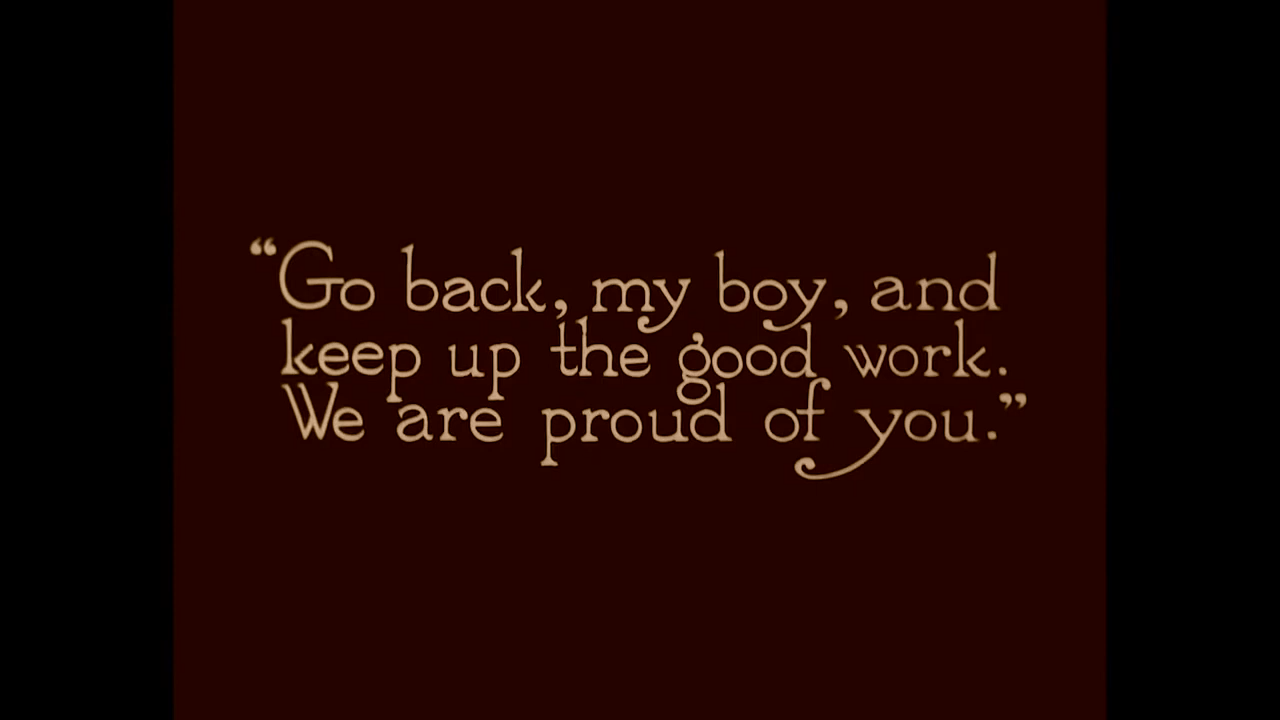 “Go back, my boy, and
keep up the good work.
We are proud of you.”